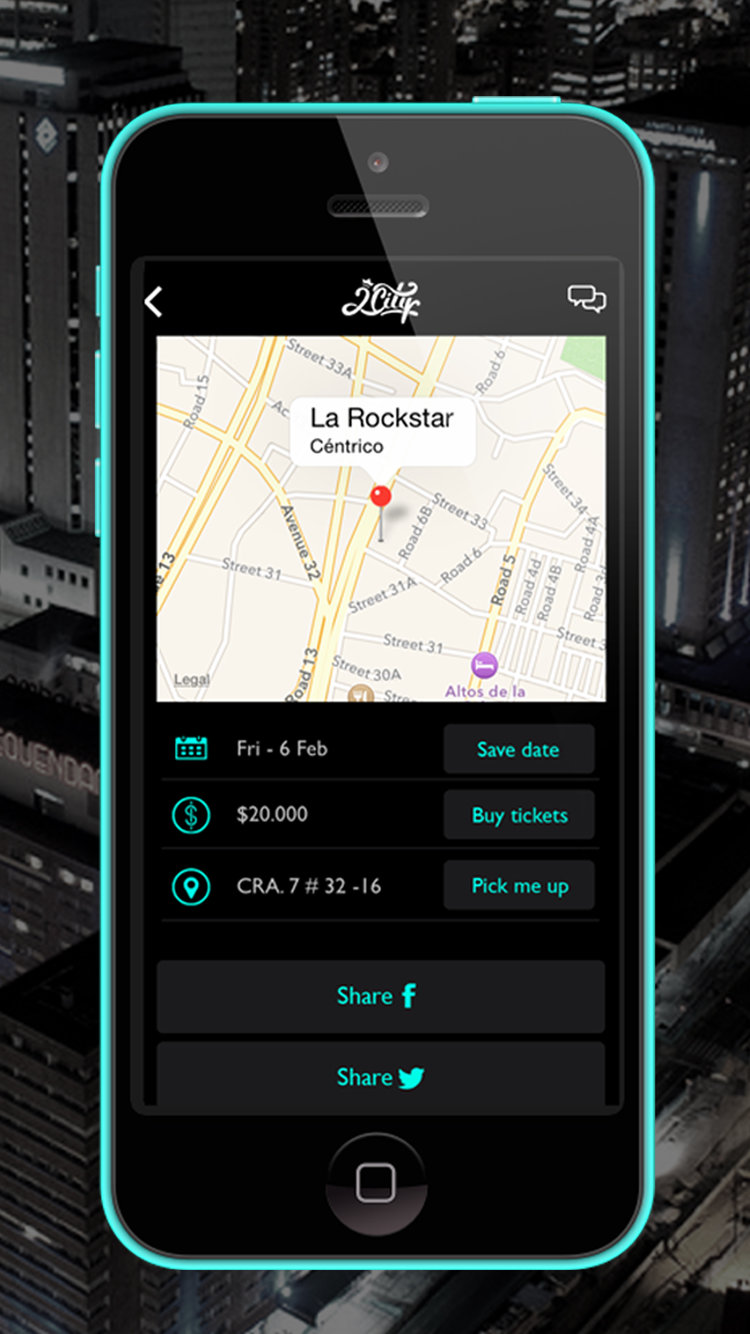 2City
Street 33A
Road 6
Road 15
La Rockstar
Céntrico
Street 33
Street 34
Road 6B
Avenue 32
Road 4A
Street 31
Road 6
Road 5
Road 4d
Road 4B
Street 31A
Street 31
Street 3
Road 13
Street 30A
Legal
Altos de la
Fri - 6 Feb
Save date
$20.000
Buy tickets
CRA. 7 # 32 -16
Pick me up
Share f
Share